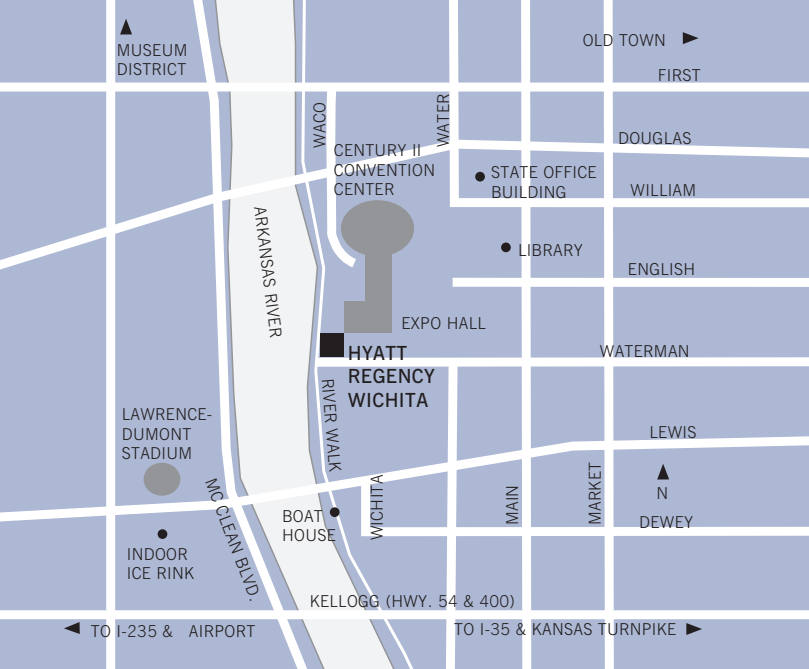 MUSEUM
DISTRICT
OLD TOWN
FIRST
WACO
WATER
DOUGLAS
CENTURY II
CONVENTION
CENTER
STATE OFFICE
BUILDING
WILLIAM
ARKANSAS RIVER
LIBRARY
ENGLISH
EXPO HALL
HYATT
REGENCY
WICHITA
WATERMAN
RIVER WALK
LAWRENCE-
DUMONT
STADIUM
LEWIS
MC CLEAN BLVD.
BOAT
HOUSE
WICHITA
MAIN
MARKET
N
DEWEY
INDOOR
ICE RINK
KELLOGG (HWY. 54 & 400)
TO I-235 & AIRPORT
TO I-35 & KANSAS TURNPIKE